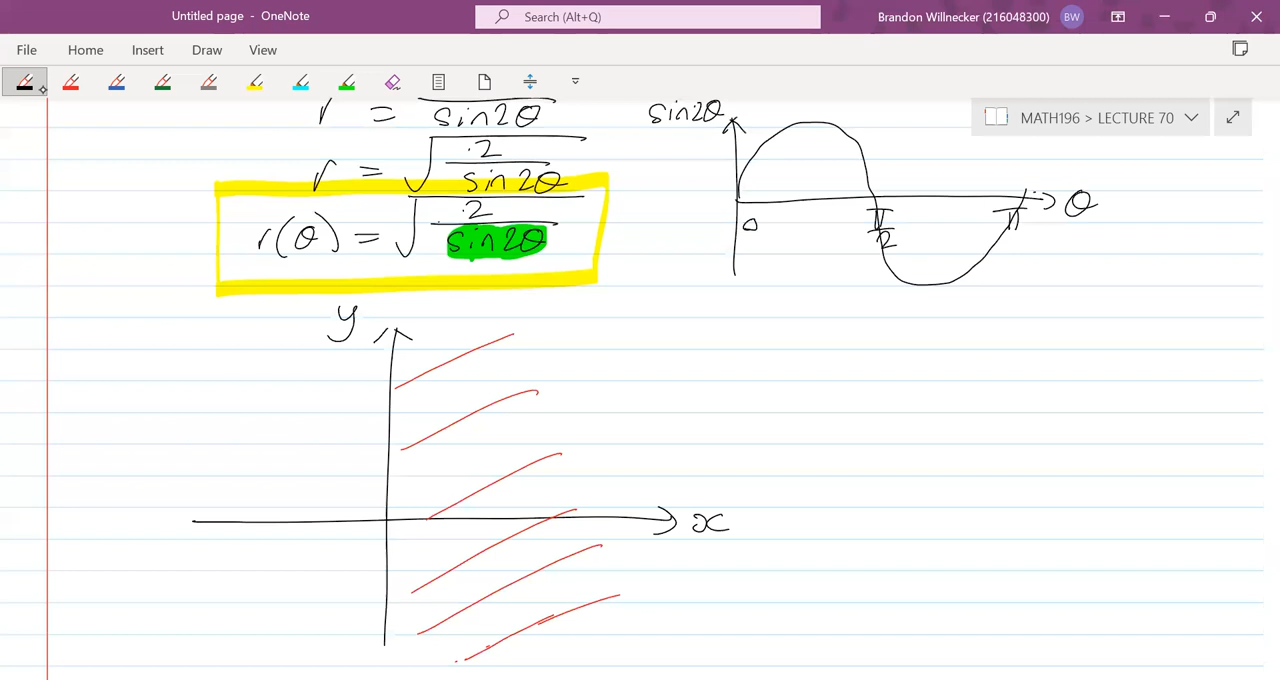 Untitled page - OneNote
Search (Alt+Q)
Brandon Willnecker (216048300)
BW
File Home Insert Draw View
MATH196 > LECTURE 70
r = sin2θ
r = √2/sin2θ
r(θ) = √2/sin2θ
sin2θ
0
π/2
π
θ
y
x